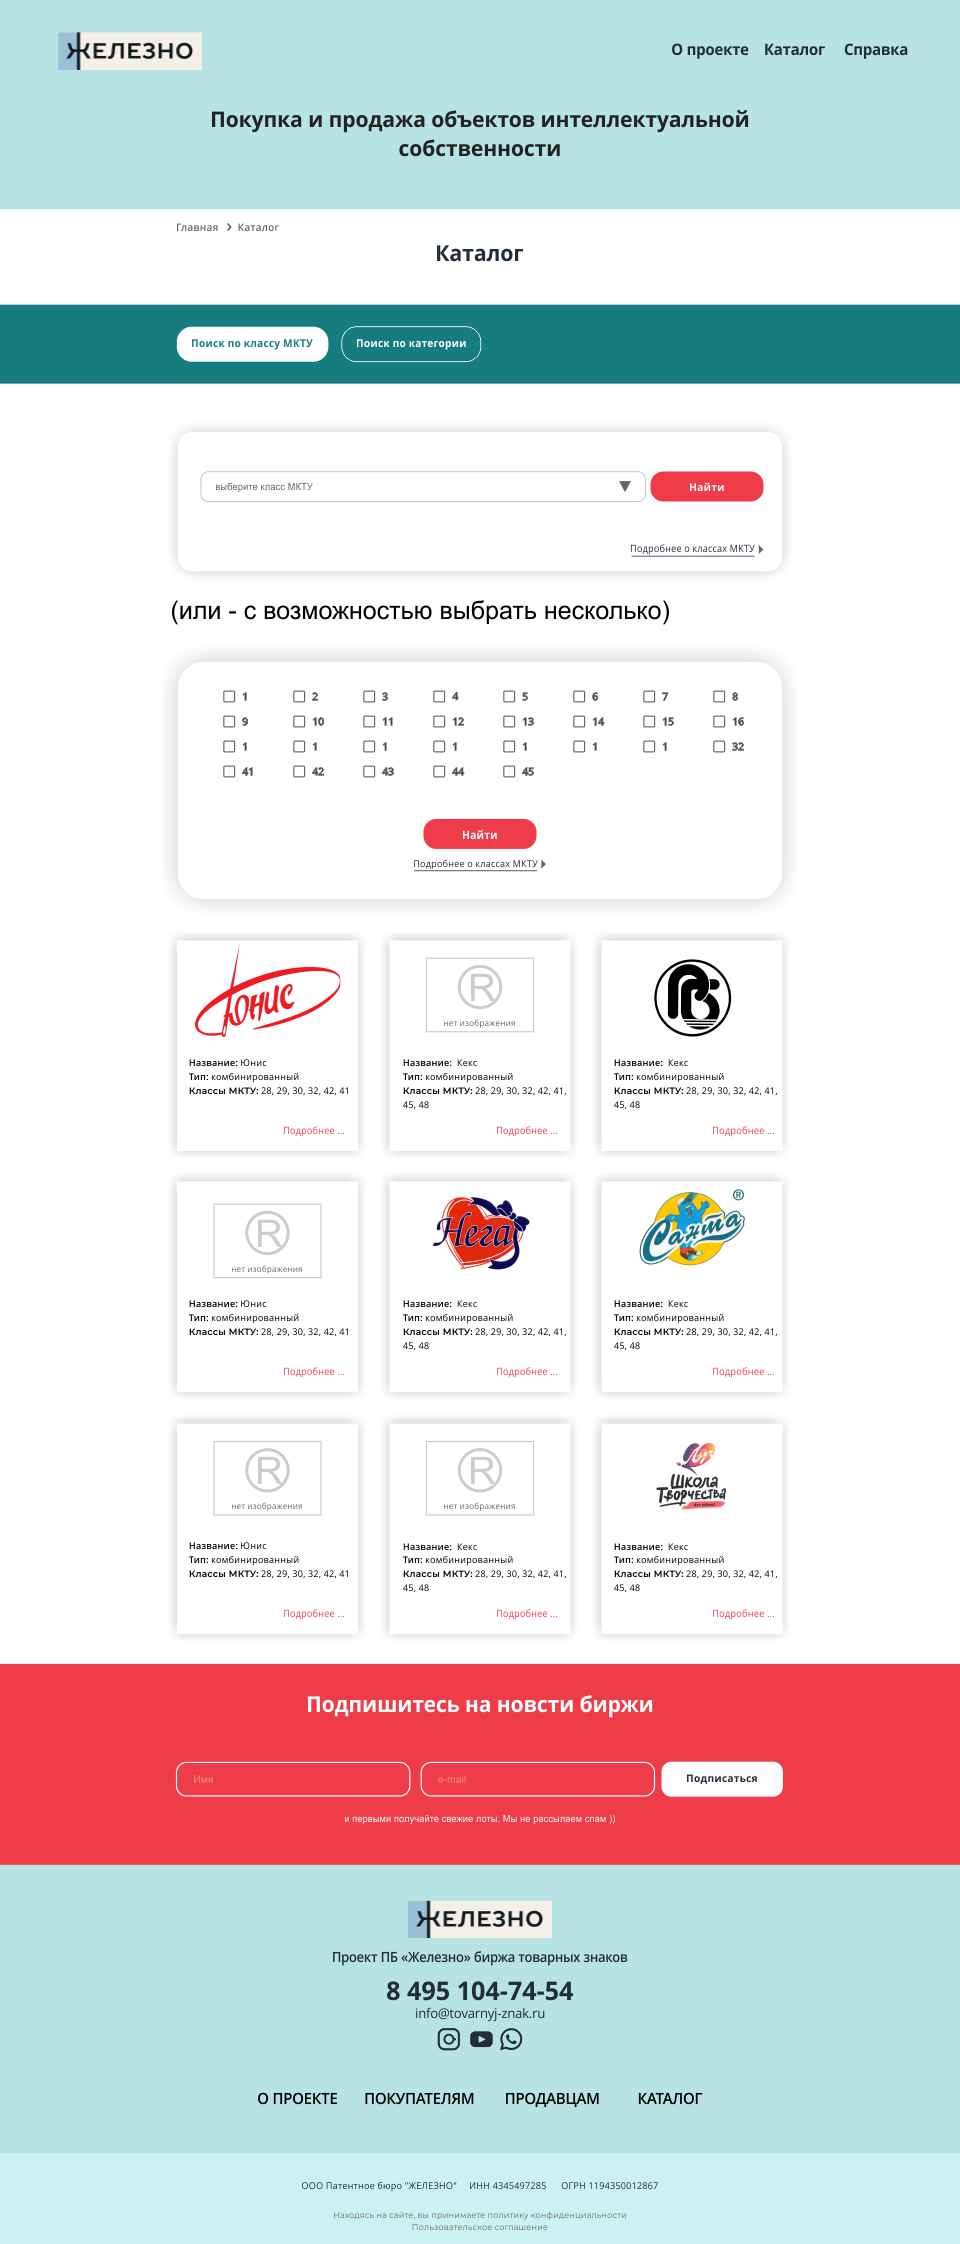 ЖЕЛЕЗНО
О проекте Каталог Справка
Покупка и продажа объектов интеллектуальной
собственности
Главная > Каталог
Каталог
Поиск по классу МКТУ Поиск по категории
выберите класс МКТУ Найти
Подробнее о классах МКТУ
(или - с возможностью выбрать несколько)
1 2 3 4 5 6 7 8
9 10 11 12 13 14 15 16
1 1 1 1 1 1 1 32
41 42 43 44 45
Найти
Подробнее о классах МКТУ
Юнис
Название: Юнис
Тип: комбинированный
Классы МКТУ: 28, 29, 30, 32, 42, 41
Подробнее ...
®
нет изображения
Название: Кекс
Тип: комбинированный
Классы МКТУ: 28, 29, 30, 32, 42, 41,
45, 48
Подробнее ...
Название: Кекс
Тип: комбинированный
Классы МКТУ: 28, 29, 30, 32, 42, 41,
45, 48
Подробнее ...
®
нет изображения
Название: Юнис
Тип: комбинированный
Классы МКТУ: 28, 29, 30, 32, 42, 41
Подробнее ...
Нега
Название: Кекс
Тип: комбинированный
Классы МКТУ: 28, 29, 30, 32, 42, 41,
45, 48
Подробнее ...
Санта ®
Название: Кекс
Тип: комбинированный
Классы МКТУ: 28, 29, 30, 32, 42, 41,
45, 48
Подробнее ...
®
нет изображения
Название: Юнис
Тип: комбинированный
Классы МКТУ: 28, 29, 30, 32, 42, 41
Подробнее ...
®
нет изображения
Название: Кекс
Тип: комбинированный
Классы МКТУ: 28, 29, 30, 32, 42, 41,
45, 48
Подробнее ...
Школа
Творчества
Название: Кекс
Тип: комбинированный
Классы МКТУ: 28, 29, 30, 32, 42, 41,
45, 48
Подробнее ...
Подпишитесь на новсти биржи
Имя e-mail Подписаться
и первыми получайте свежие лоты. Мы не рассылаем спам ))
ЖЕЛЕЗНО
Проект ПБ «Железно» биржа товарных знаков
8 495 104-74-54
info@tovarnyj-znak.ru
О ПРОЕКТЕ ПОКУПАТЕЛЯМ ПРОДАВЦАМ КАТАЛОГ
ООО Патентное бюро "ЖЕЛЕЗНО" ИНН 4345497285 ОГРН 1194350012867
Находясь на сайте, вы принимаете политику конфиденциальности
Пользовательское соглашение